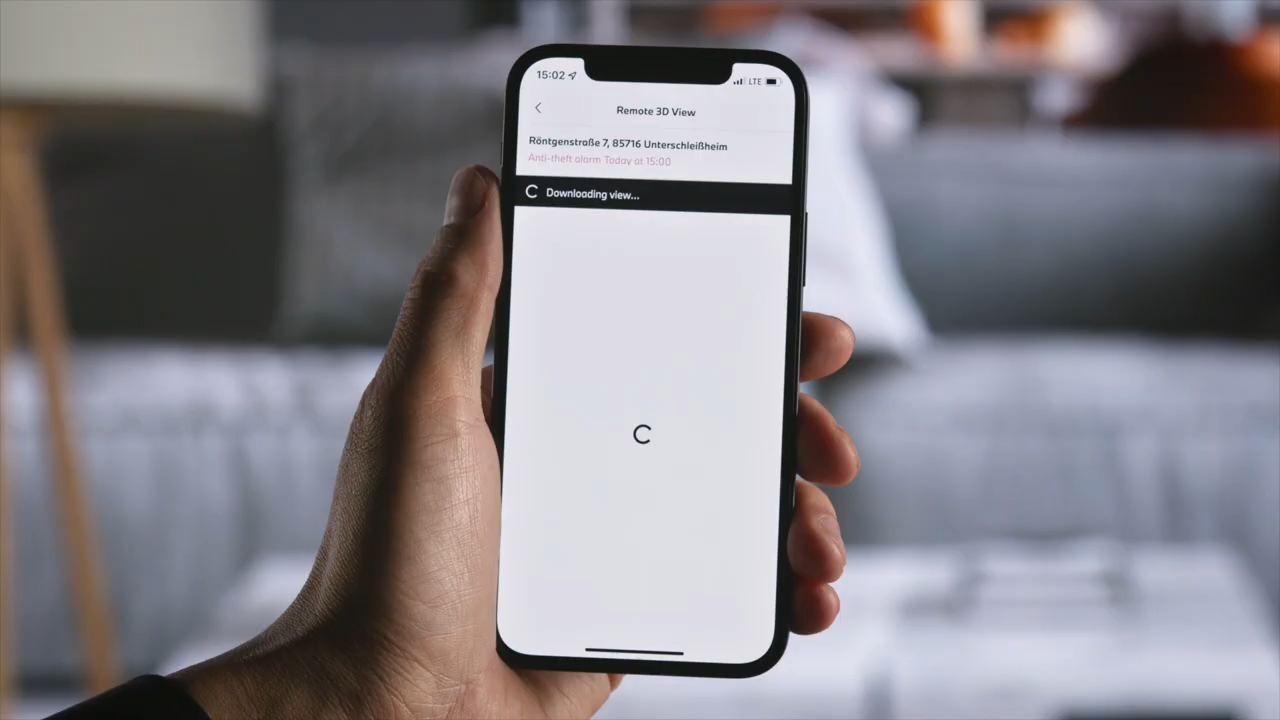 15:02 LTE
Remote 3D View
Röntgenstraße 7, 85716 Unterschleißheim
Anti-theft alarm Today at 15:00
Downloading view...